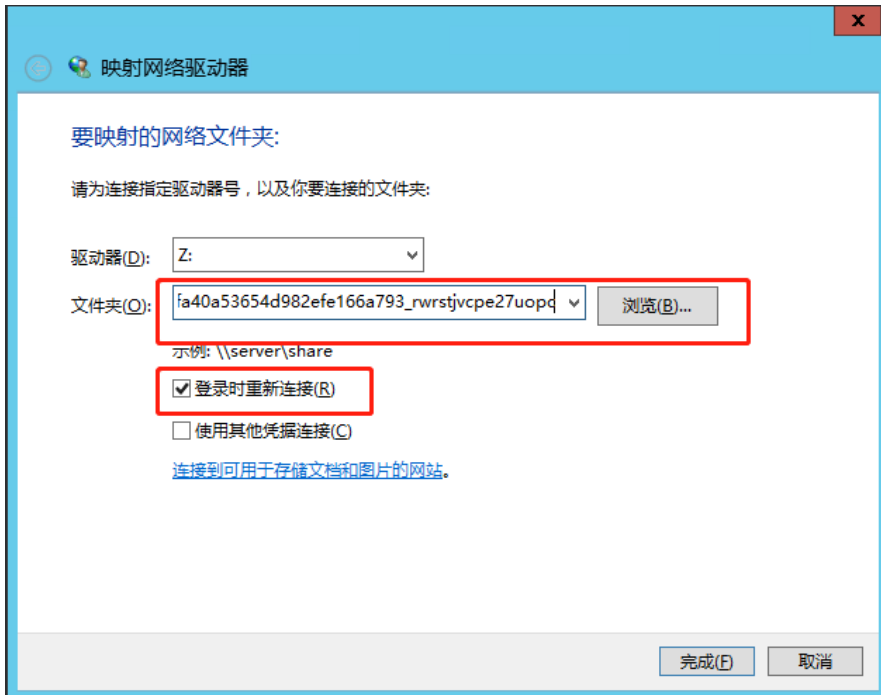 x
映射网络驱动器
要映射的网络文件夹:
请为连接指定驱动器号，以及你要连接的文件夹:
驱动器(D): Z:
文件夹(O): fa40a53654d982efe166a793_rwrstjvcpe27uopc 浏览(B)...
示例: \\server\share
登录时重新连接(R)
使用其他凭据连接(C)
连接到可用于存储文档和图片的网站。
完成(F) 取消